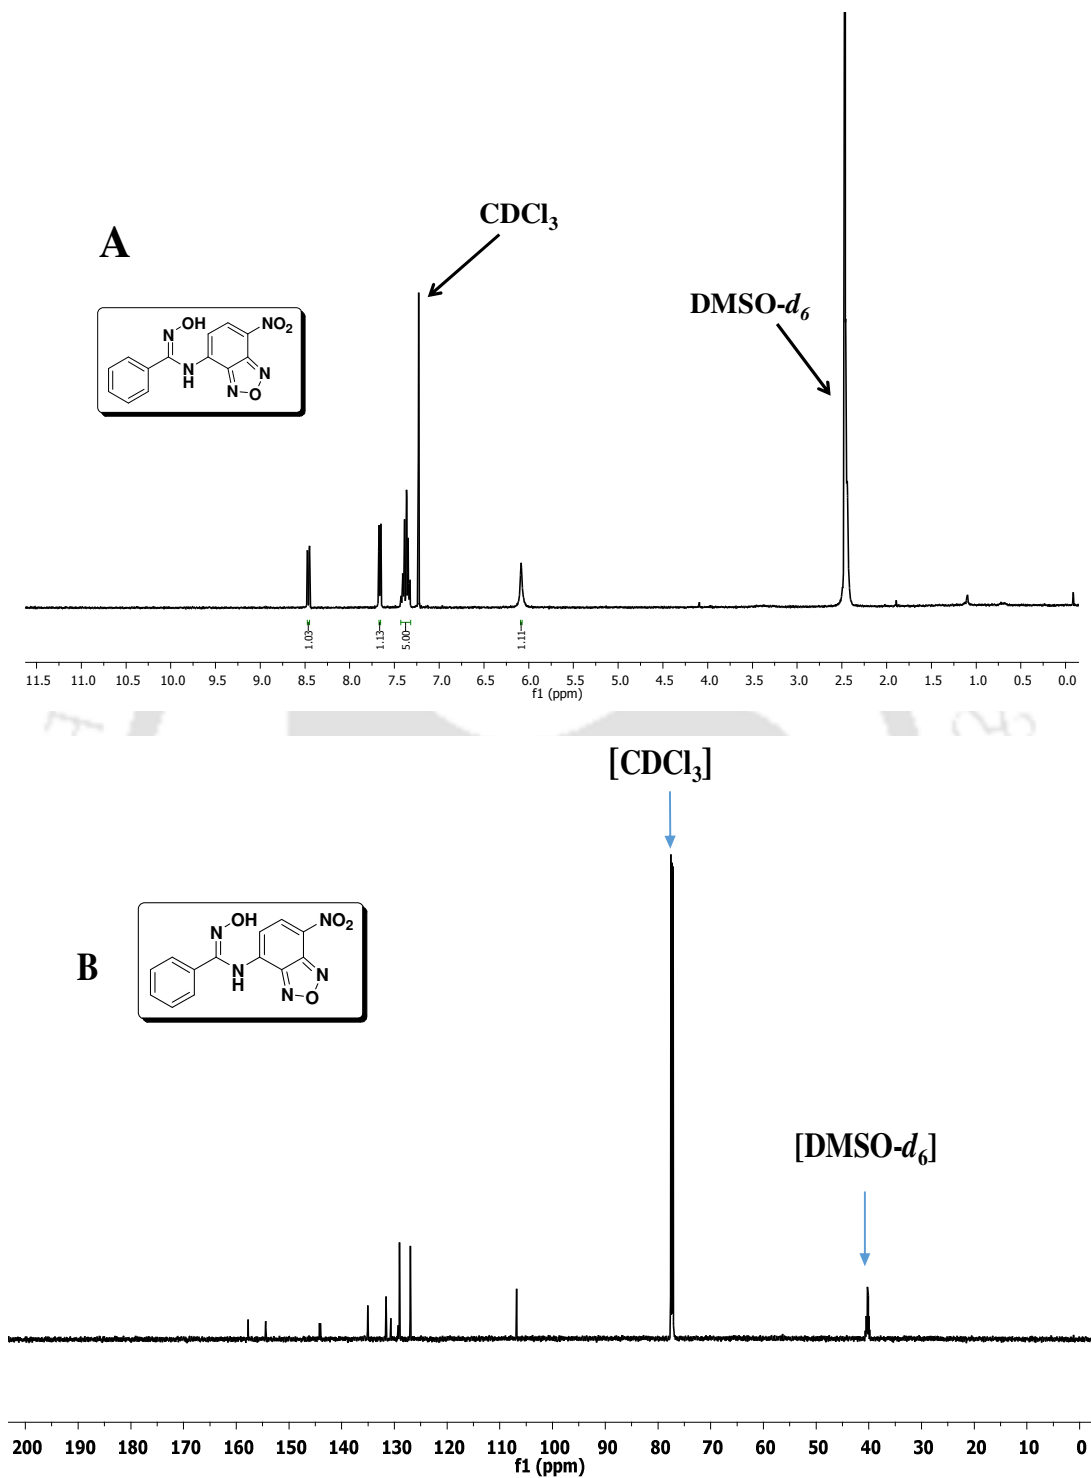 CDCl3
A
DMSO-d6
N OH
NO2
N
H
N
N O
1.03
1.13
5.00
1.11
11.5 11.0 10.5 10.0 9.5 9.0 8.5 8.0 7.5 7.0 6.5 6.0 5.5 5.0 4.5 4.0 3.5 3.0 2.5 2.0 1.5 1.0 0.5 0.0
f1 (ppm)
[CDCl3]
B
N OH
NO2
N
H
N
N O
[DMSO-d6]
200 190 180 170 160 150 140 130 120 110 100 90 80 70 60 50 40 30 20 10 0
f1 (ppm)